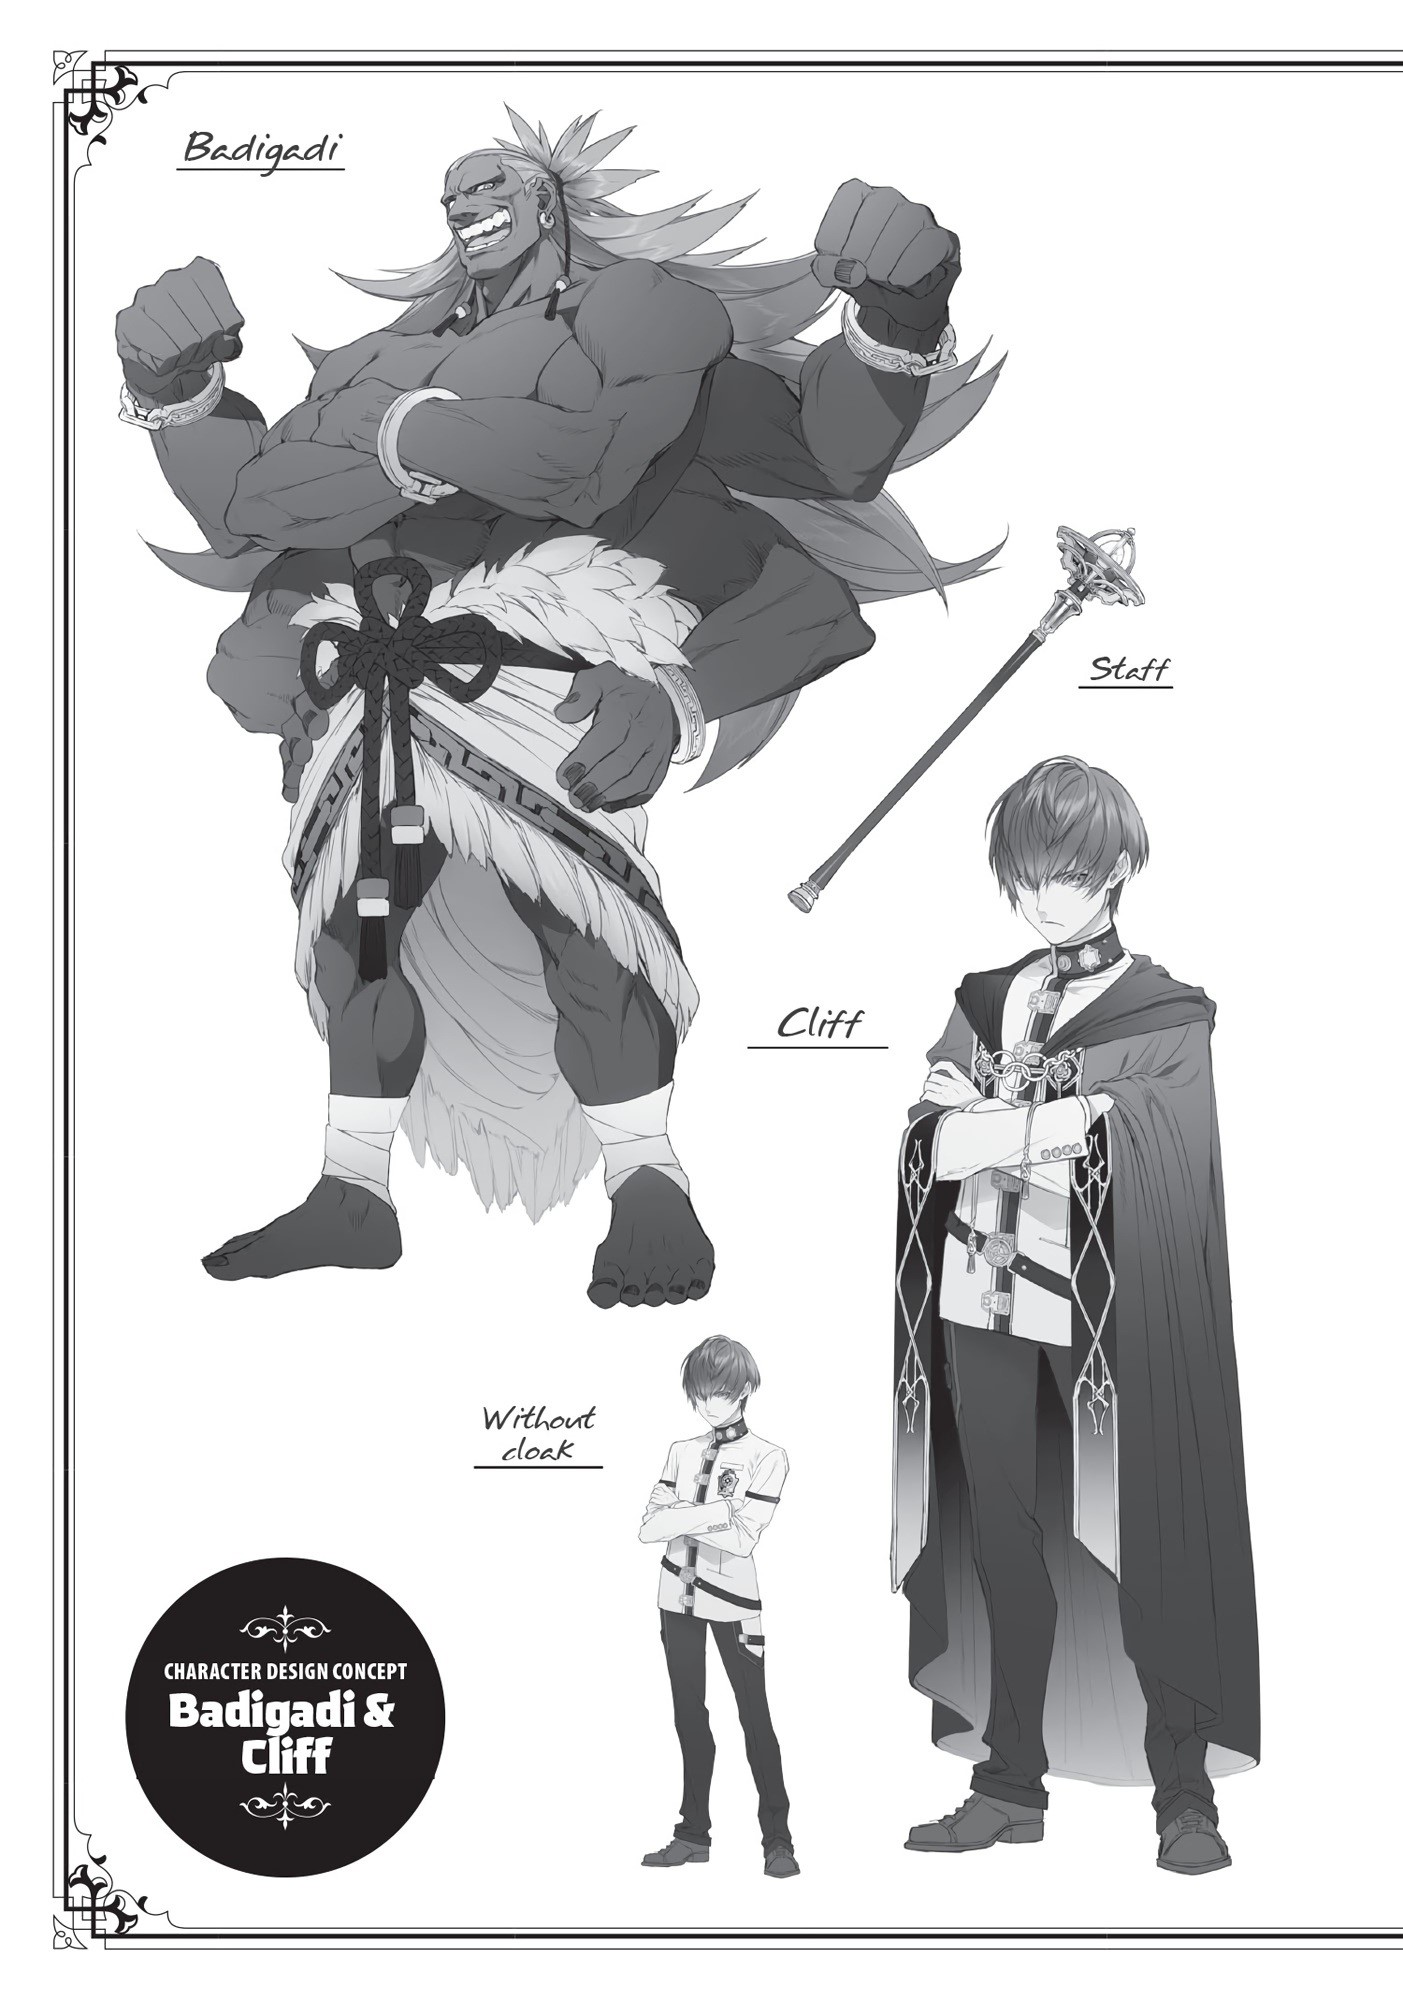 Badigadi
Staff
Cliff
Without
cloak
CHARACTER DESIGN CONCEPT
Badigadi &
Cliff